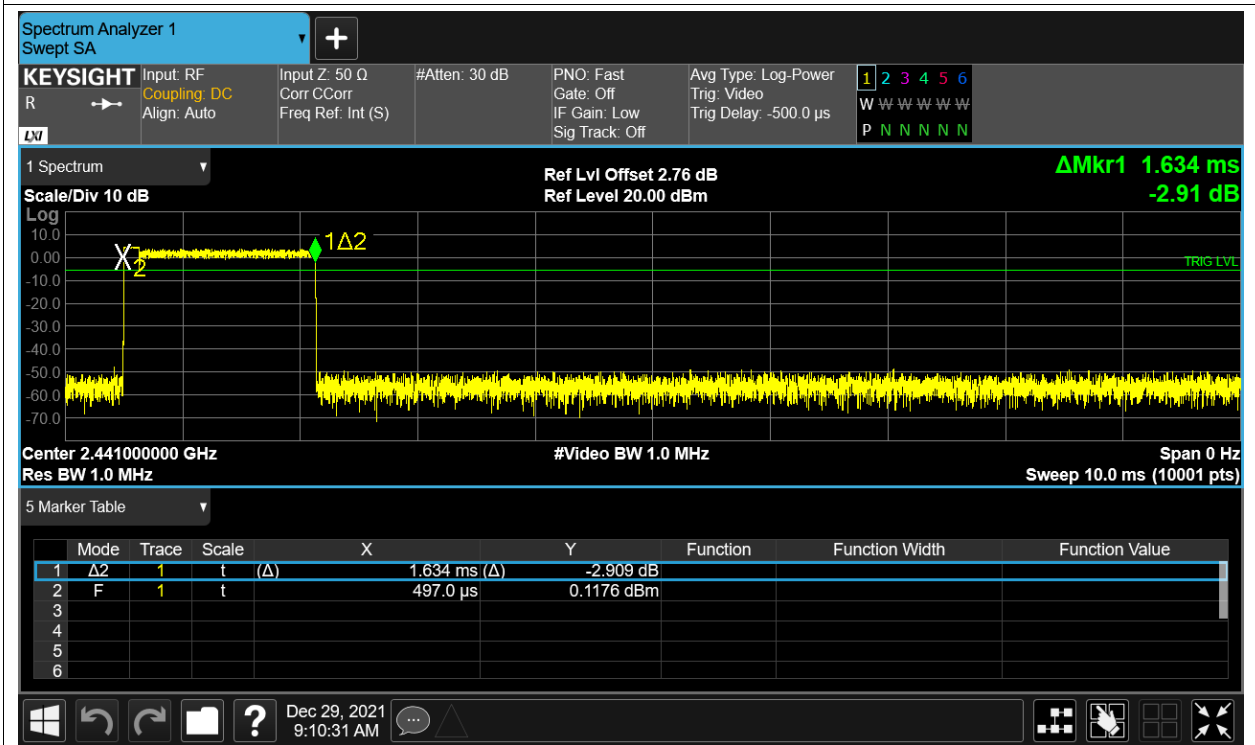 Spectrum Analyzer 1
Swept SA
+
KEYSIGHT Input: RF Input Z: 50 Ω #Atten: 30 dB PNO: Fast Avg Type: Log-Power 1 2 3 4 5 6
R Coupling: DC Corr CCorr Gate: Off Trig: Video W W W W W W
Align: Auto Freq Ref: Int (S) IF Gain: Low Trig Delay: -500.0 µs
LXI Sig Track: Off P N N N N N
1 Spectrum Ref Lvl Offset 2.76 dB ΔMkr1 1.634 ms
Scale/Div 10 dB Ref Level 20.00 dBm -2.91 dB
Log
10.0
0.00
-10.0
-20.0
-30.0
-40.0
-50.0
-60.0
-70.0
X 2 1Δ2
TRIG LVL
Center 2.441000000 GHz #Video BW 1.0 MHz Span 0 Hz
Res BW 1.0 MHz Sweep 10.0 ms (10001 pts)
5 Marker Table
Mode Trace Scale X Y Function Function Width Function Value
1 Δ2 1 t (Δ) 1.634 ms (Δ) -2.909 dB
2 F 1 t 497.0 µs 0.1176 dBm
3
4
5
6
? Dec 29, 2021
9:10:31 AM